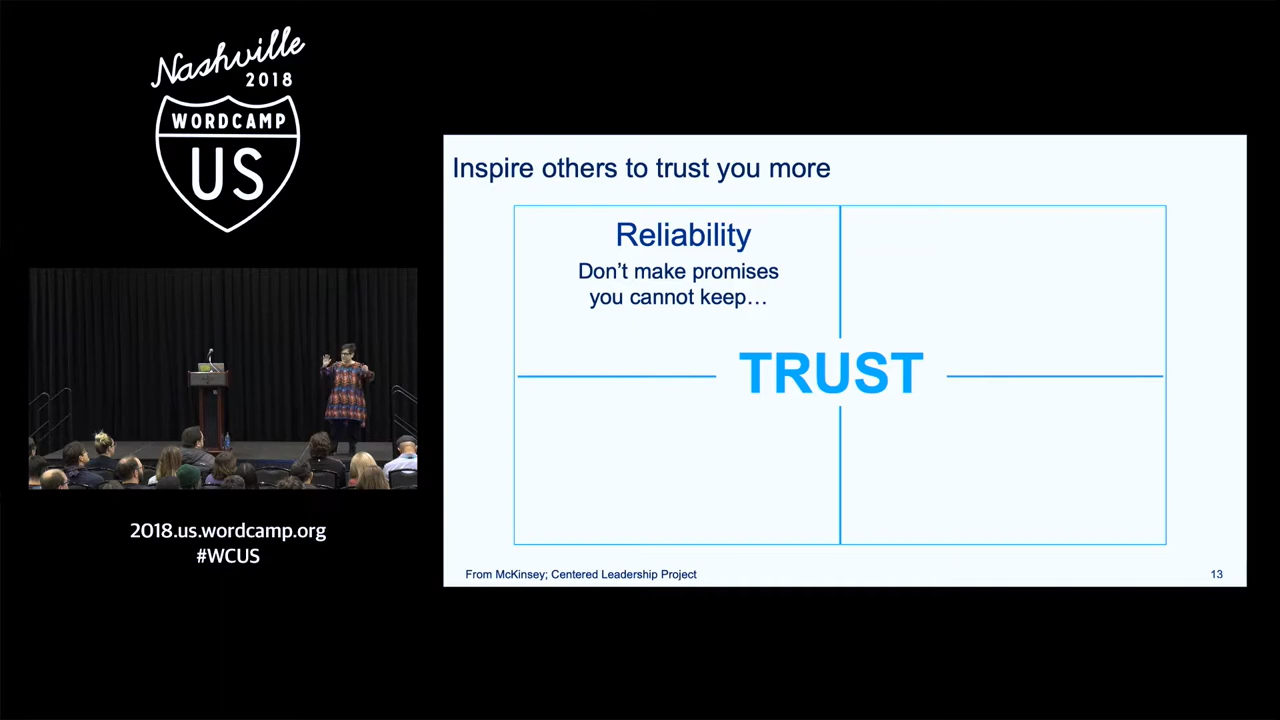 Nashville
2018
WORDCAMP
US
2018.us.wordcamp.org
#WCUS
Inspire others to trust you more
Reliability
Don’t make promises
you cannot keep…
TRUST
From McKinsey; Centered Leadership Project
13